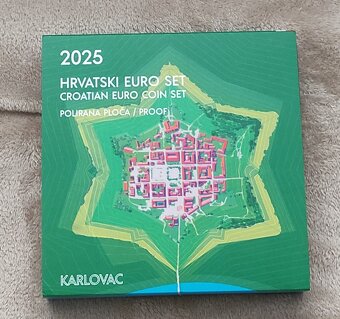 2025
HRVATSKI EURO SET
CROATIAN EURO COIN SET
POLIRANA PLOČA / PROOF
KARLOVAC